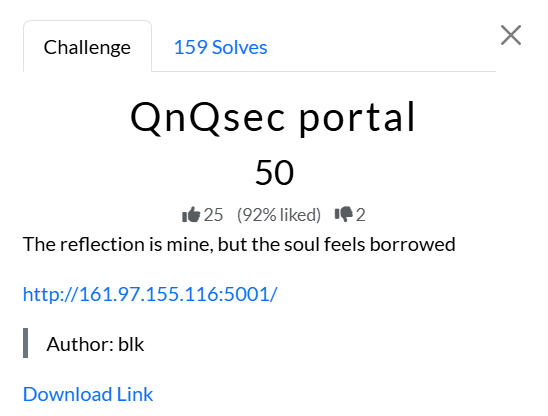 Challenge
159 Solves
QnQsec portal
50
25 (92% liked) 2
The reflection is mine, but the soul feels borrowed
http://161.97.155.116:5001/
Author: blk
Download Link